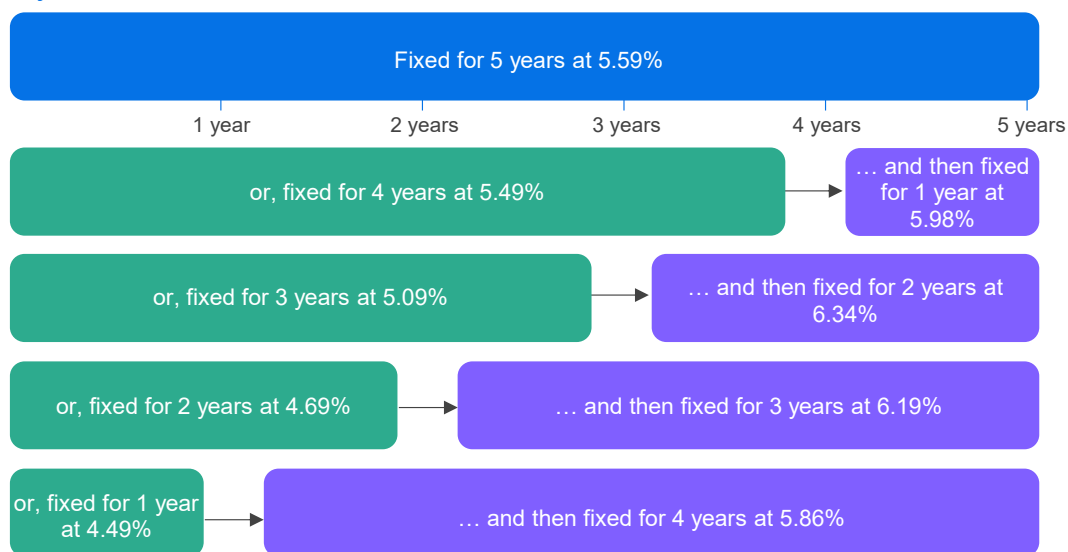 Fixed for 5 years at 5.59%
1 year
2 years
3 years
4 years
5 years
or, fixed for 4 years at 5.49%
… and then fixed
for 1 year at
5.98%
or, fixed for 3 years at 5.09%
… and then fixed for 2 years at
6.34%
or, fixed for 2 years at 4.69%
… and then fixed for 3 years at 6.19%
or, fixed for 1 year
at 4.49%
… and then fixed for 4 years at 5.86%